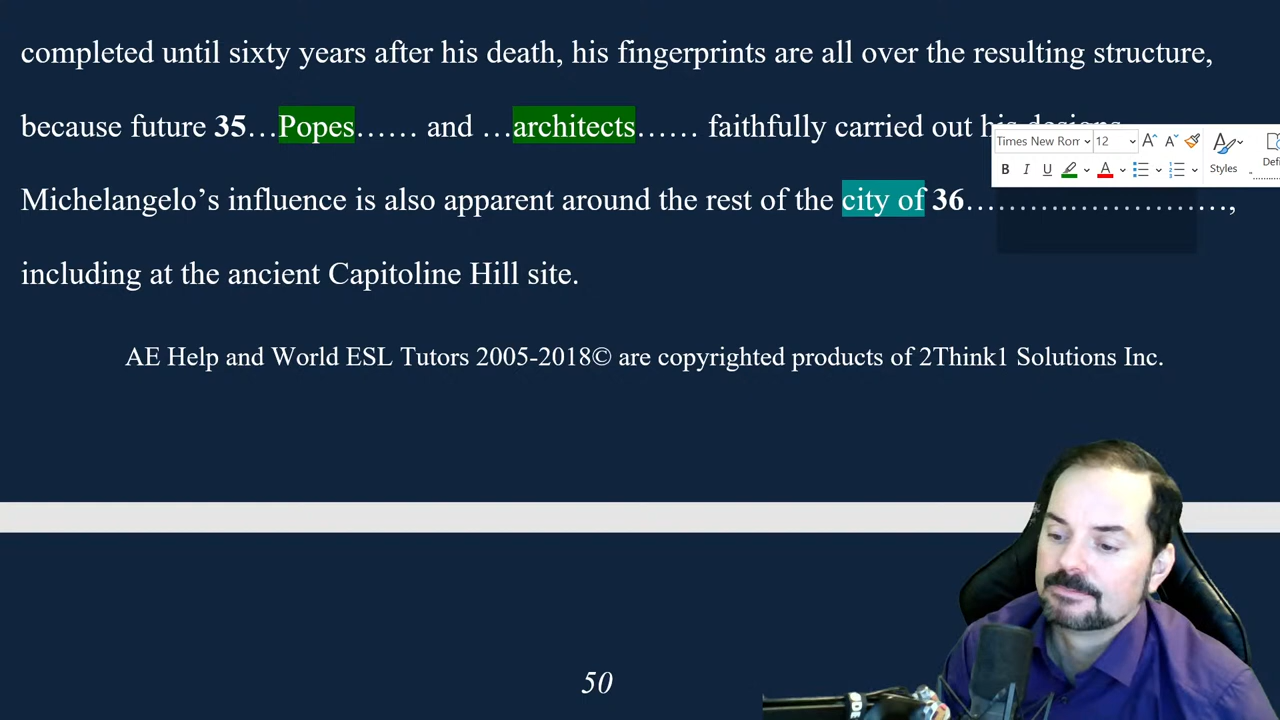 completed until sixty years after his death, his fingerprints are all over the resulting structure,
because future 35…Popes…… and …architects…… faithfully carried out his designs
Times New Rom 12
B I U A Styles Defi
Michelangelo’s influence is also apparent around the rest of the city of 36……………………,
including at the ancient Capitoline Hill site.
AE Help and World ESL Tutors 2005-2018© are copyrighted products of 2Think1 Solutions Inc.
50